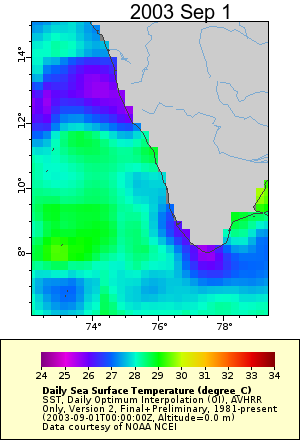 2003 Sep 1
14°
12°
10°
8°
74°
76°
78°
24 25 26 27 28 29 30 31 32 33 34
Daily Sea Surface Temperature (degree_C)
SST, Daily Optimum Interpolation (OI), AVHRR
Only, Version 2, Final+Preliminary, 1981-present
(2003-09-01T00:00:00Z, Altitude=0.0 m)
Data courtesy of NOAA NCEI